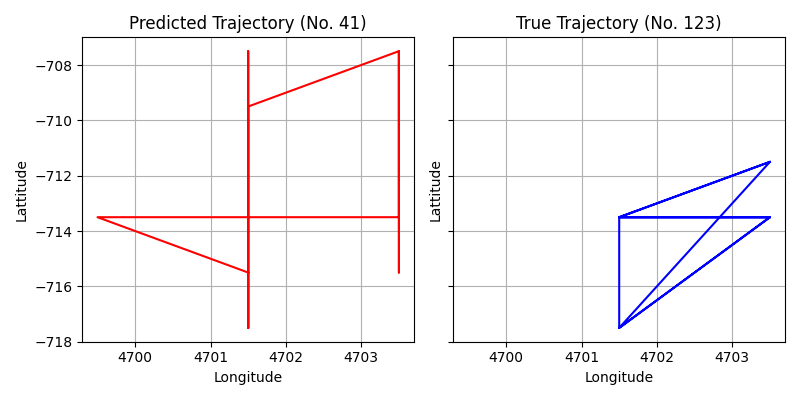 Predicted Trajectory (No. 41)
True Trajectory (No. 123)
−708
−710
−712
−714
−716
−718
Lattitude
Lattitude
4700
4701
4702
4703
4700
4701
4702
4703
Longitude
Longitude